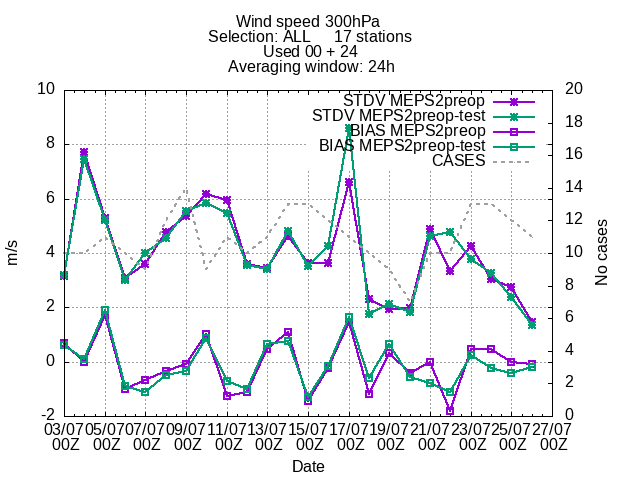 Wind speed 300hPa
Selection: ALL 17 stations
Used 00 + 24
Averaging window: 24h
STDV MEPS2preop
STDV MEPS2preop-test
BIAS MEPS2preop
BIAS MEPS2preop-test
CASES
m/s
10
8
6
4
2
0
-2
No cases
20
18
16
14
12
10
8
6
4
2
0
03/07 05/07 07/07 09/07 11/07 13/07 15/07 17/07 19/07 21/07 23/07 25/07 27/07
00Z 00Z 00Z 00Z 00Z 00Z 00Z 00Z 00Z 00Z 00Z 00Z 00Z
Date